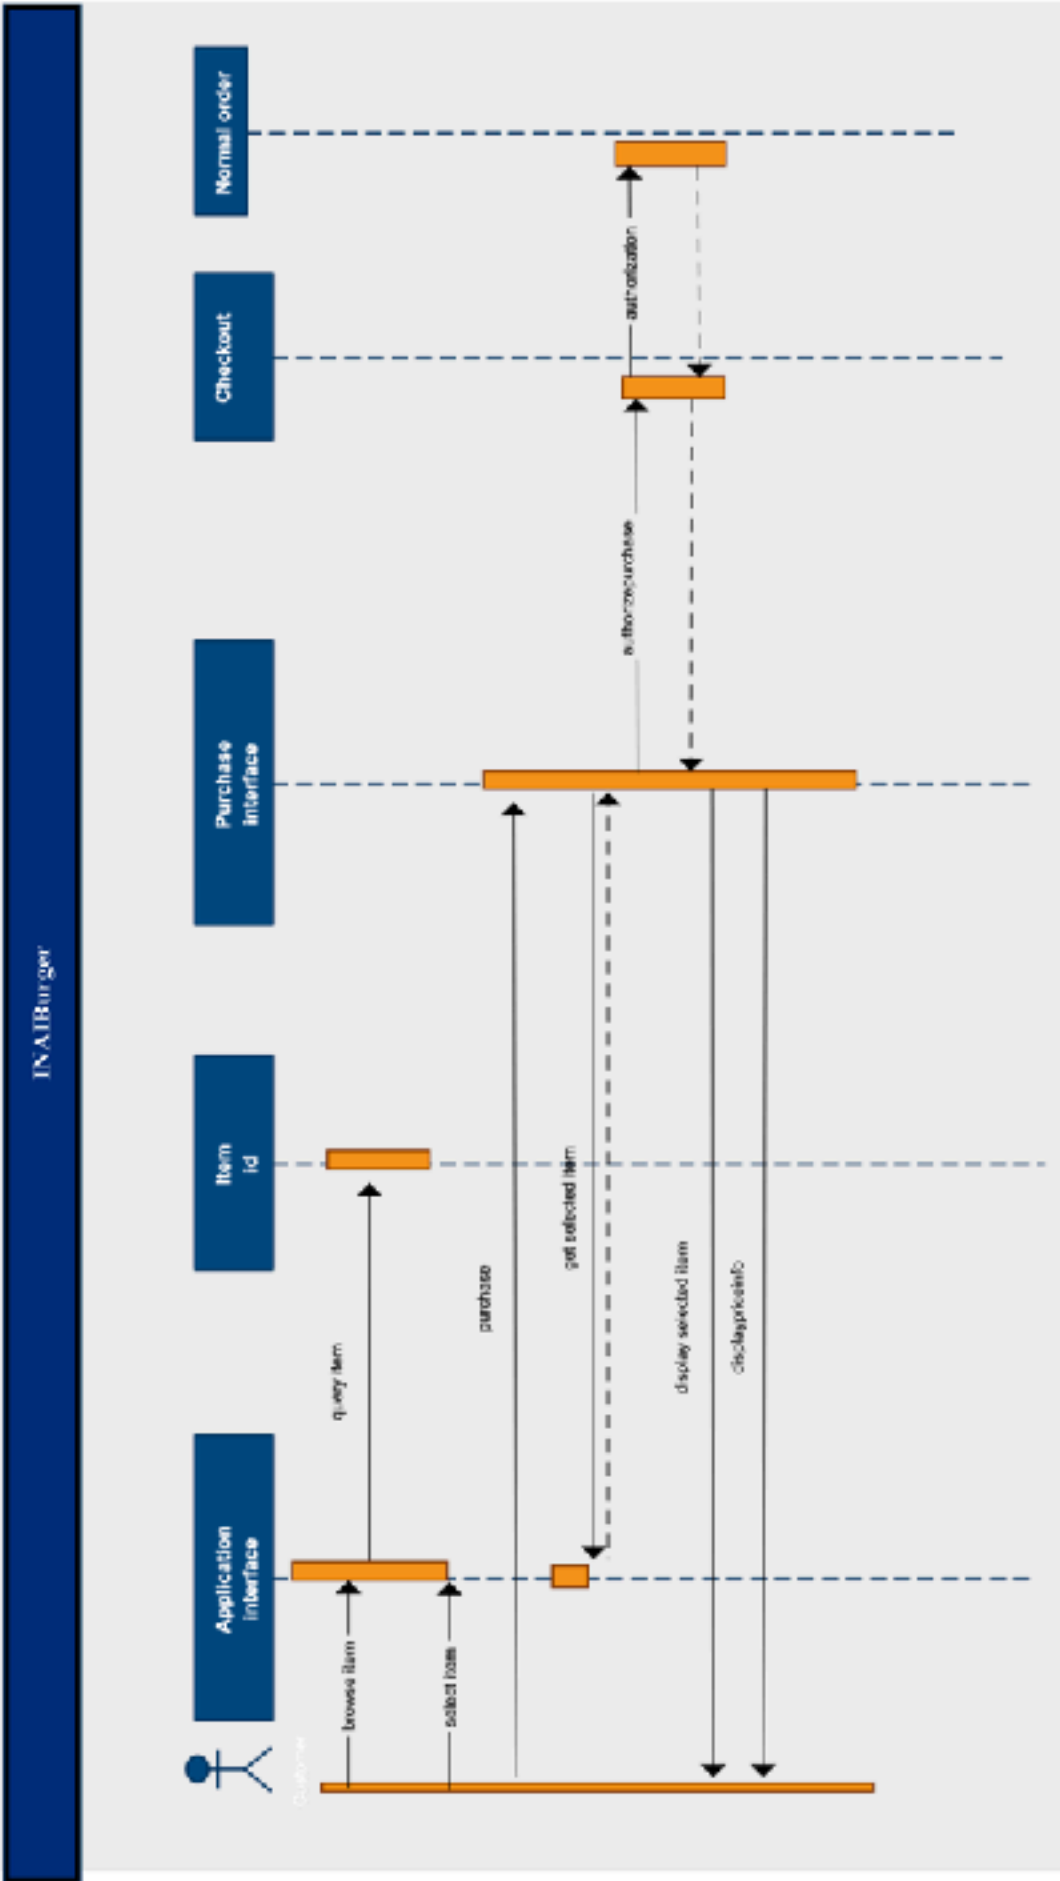 INAIBurger
Customer
Application
interface
Item
id
Purchase
interface
Checkout
Normal order
browse item
query item
select item
purchase
get selected item
authorizepurchase
authorization
display selected item
displaypriceinfo